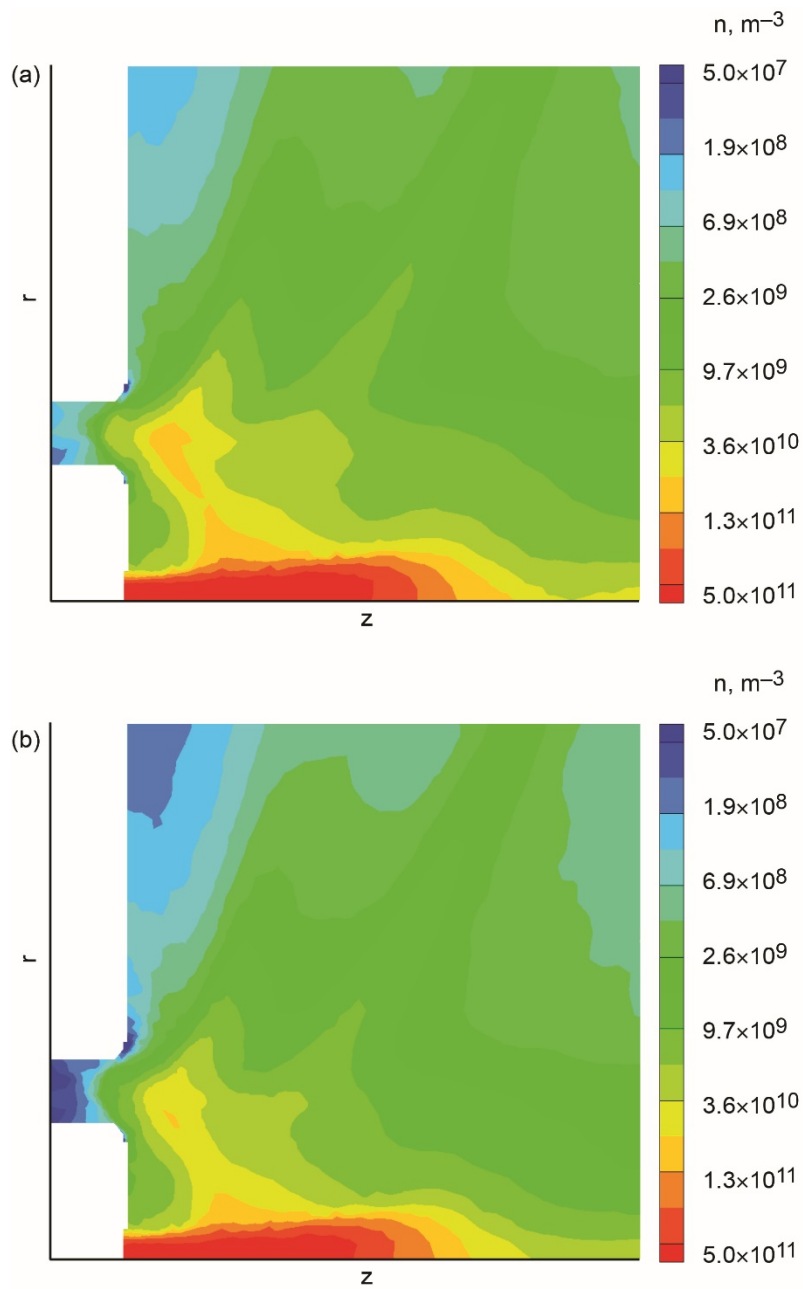 n, m⁻³
(a)
5.0×10⁷
1.9×10⁸
6.9×10⁸
2.6×10⁹
9.7×10⁹
3.6×10¹⁰
1.3×10¹¹
5.0×10¹¹
r
z
n, m⁻³
(b)
5.0×10⁷
1.9×10⁸
6.9×10⁸
2.6×10⁹
9.7×10⁹
3.6×10¹⁰
1.3×10¹¹
5.0×10¹¹
r
z